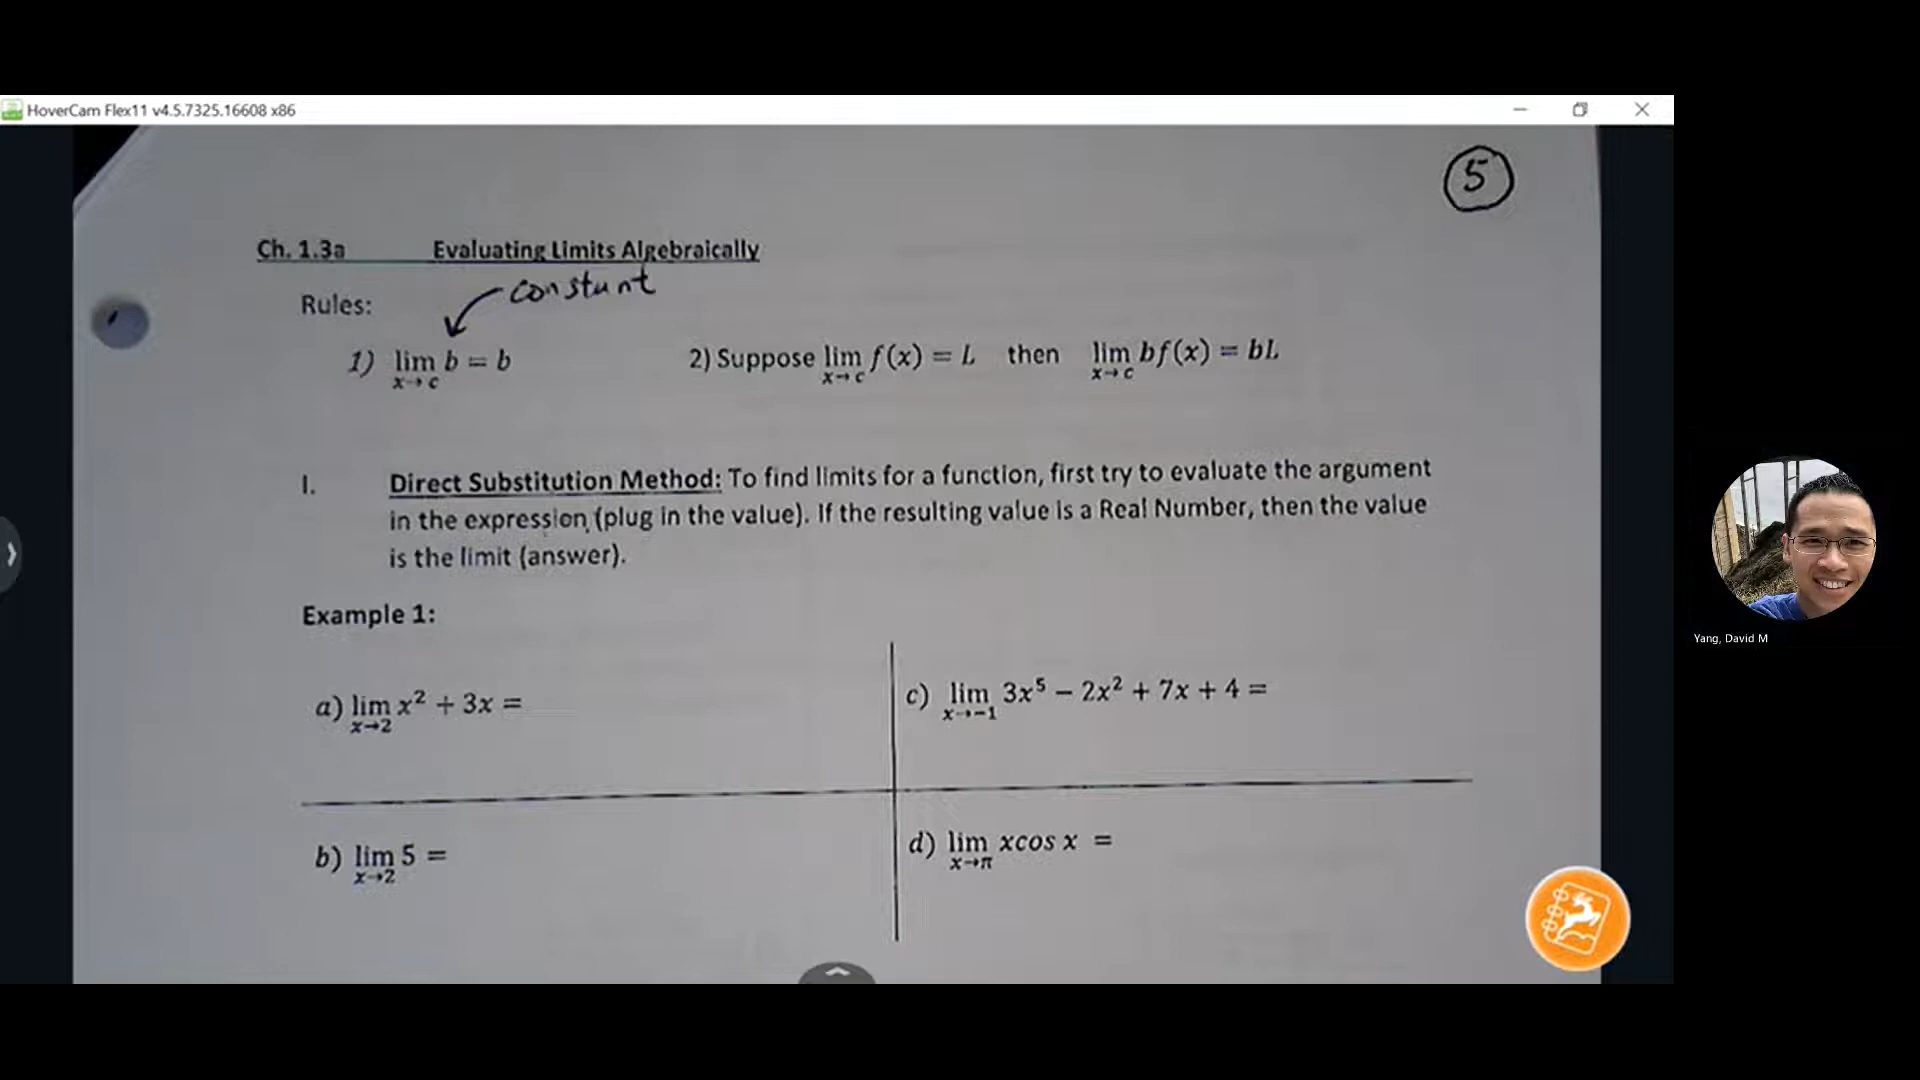 HoverCam Flex11 v4.5.7325.16608 x86
5
Ch. 1.3a Evaluating Limits Algebraically
constant
Rules:
1) lim x→c b = b 2) Suppose lim x→c f(x) = L then lim x→c bf(x) = bL
I. Direct Substitution Method: To find limits for a function, first try to evaluate the argument
in the expression (plug in the value). If the resulting value is a Real Number, then the value
is the limit (answer).
Example 1:
a) lim x→2 x² + 3x =
c) lim x→-1 3x⁵ − 2x² + 7x + 4 =
b) lim x→2 5 =
d) lim x→π xcos x =
Yang, David M